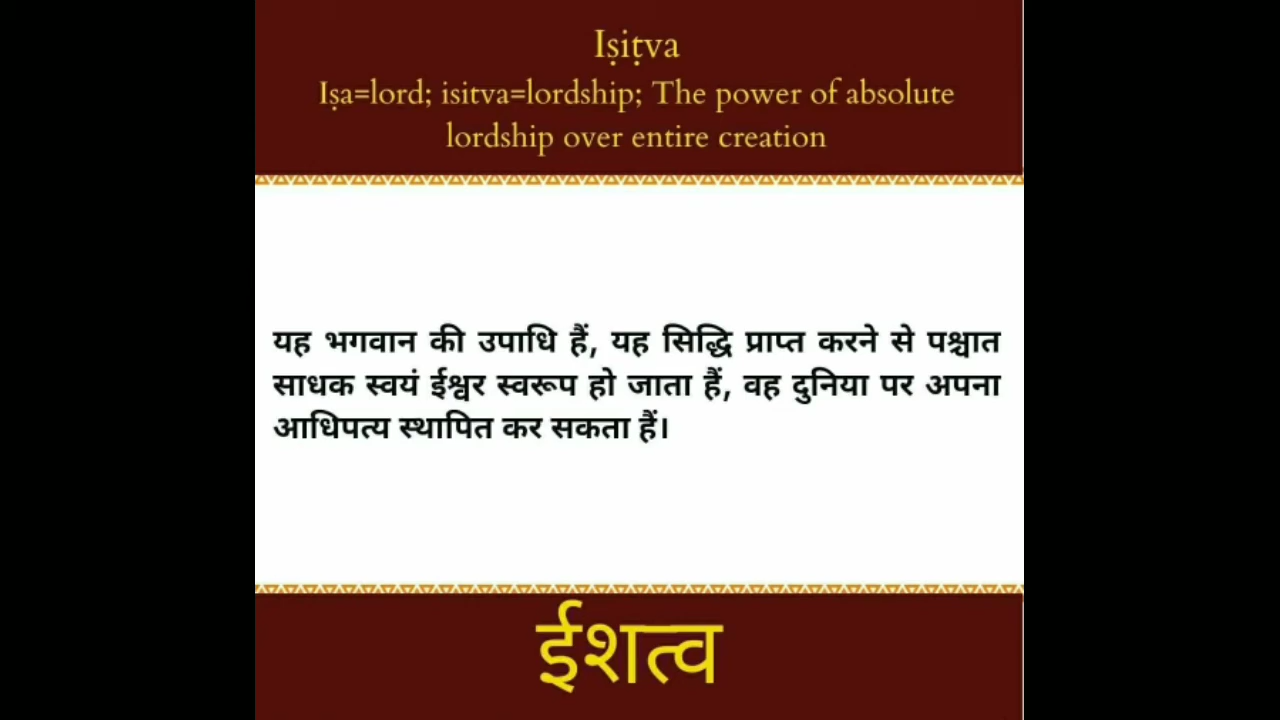 Iṣiṭva
Iṣa=lord; isitva=lordship; The power of absolute
lordship over entire creation
यह भगवान की उपाधि हैं, यह सिद्धि प्राप्त करने से पश्चात
साधक स्वयं ईश्वर स्वरूप हो जाता हैं, वह दुनिया पर अपना
आधिपत्य स्थापित कर सकता हैं।
ईशत्व